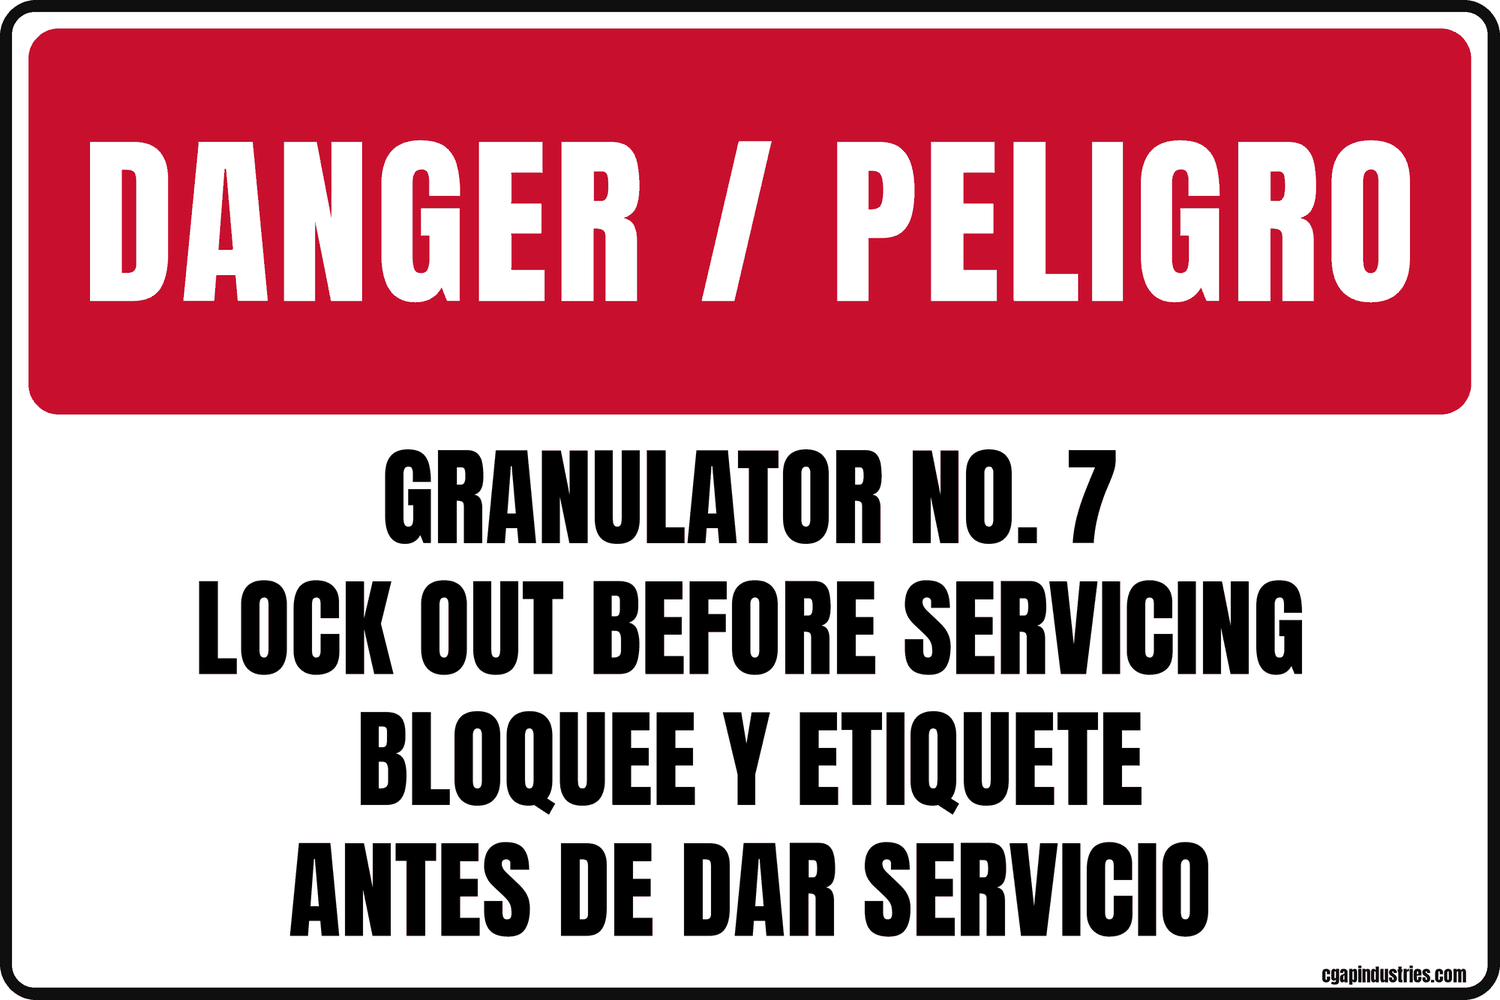 DANGER / PELIGRO
GRANULATOR NO. 7
LOCK OUT BEFORE SERVICING
BLOQUEE Y ETIQUETE
ANTES DE DAR SERVICIO
cgapindustries.com